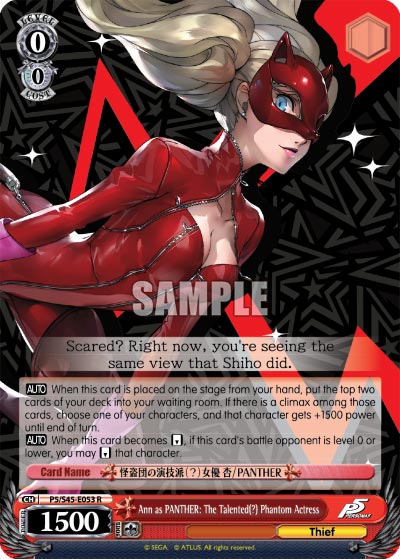 LEVEL
0
0
COST
SAMPLE
Scared? Right now, you're seeing the
same view that Shiho did.
AUTO When this card is placed on the stage from your hand, put the top two
cards of your deck into your waiting room. If there is a climax among those
cards, choose one of your characters, and that character gets +1500 power
until end of turn.
AUTO When this card becomes, if this card's battle opponent is level 0 or
lower, you may that character.
Card Name 怪盗団の演技派(？)女優 杏/PANTHER
CH P5/S45-E053 R
POWER 1500 Ann as PANTHER: The Talented(?) Phantom Actress
P5 PERSONA5
Thief
© SEGA. © ATLUS. All rights reserved.